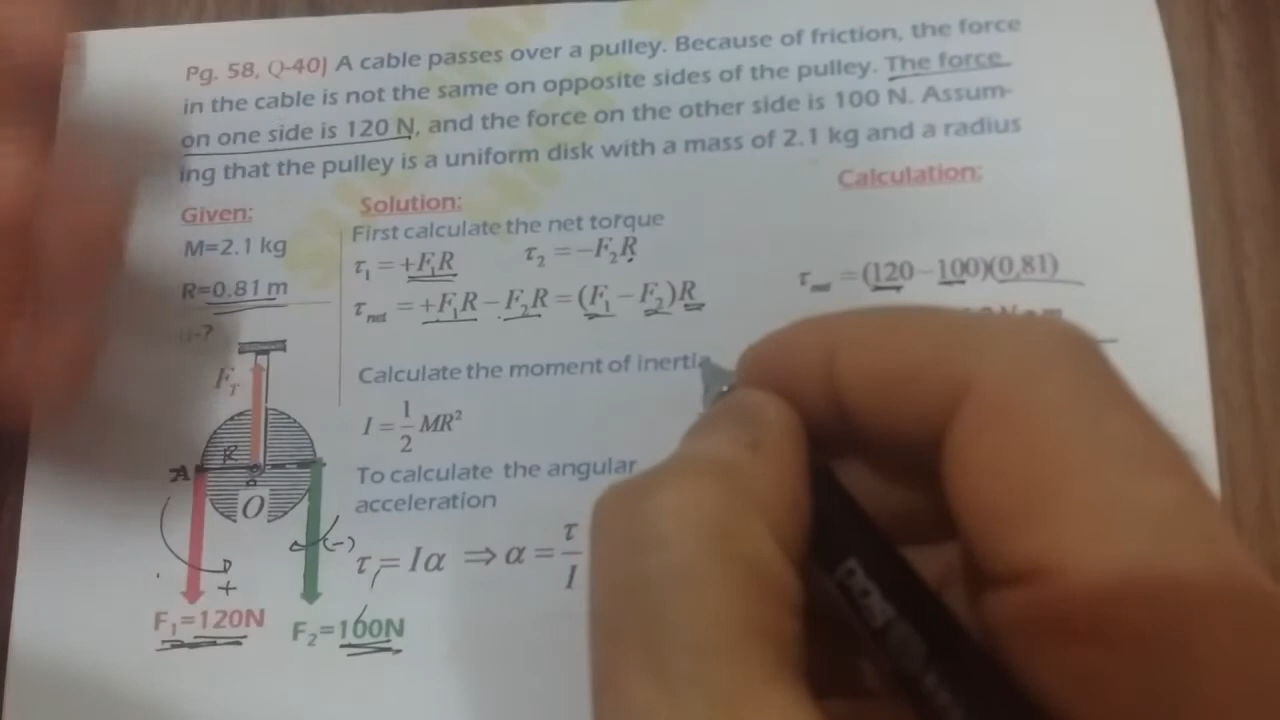 Pg. 58, Q-40) A cable passes over a pulley. Because of friction, the force
in the cable is not the same on opposite sides of the pulley. The force
on one side is 120 N, and the force on the other side is 100 N. Assum-
ing that the pulley is a uniform disk with a mass of 2.1 kg and a radius
Given:
M=2.1 kg
R=0.81 m
Solution:
First calculate the net torque
τ₁ = +F₁R τ₂ = −F₂R
τnet = +F₁R − F₂R = (F₁ − F₂)R
Calculate the moment of inertia
I = 1/2 MR²
To calculate the angular
acceleration
τ = Iα ⇒ α = τ/I
Calculation:
τnet = (120 − 100)(0,81)
F_T
R
A
O
+
(-)
F₁=120N
F₂=100N